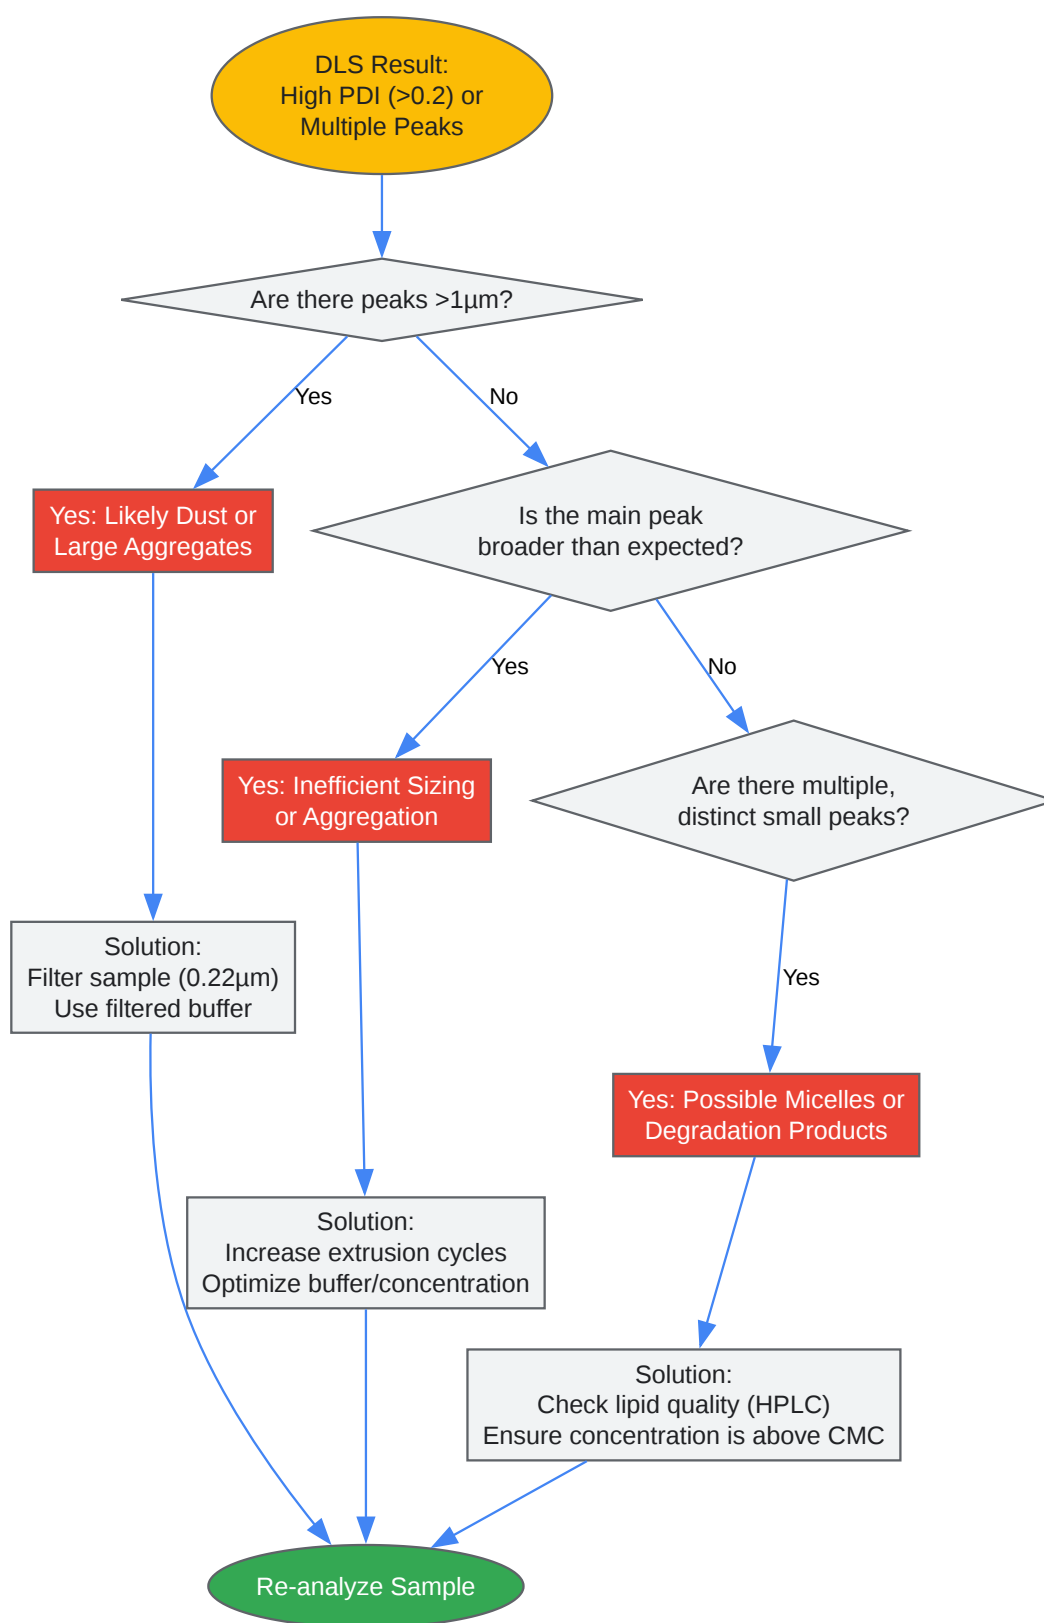 DLS Result:
High PDI (>0.2) or
Multiple Peaks
Are there peaks >1µm?
Yes
No
Yes: Likely Dust or
Large Aggregates
Is the main peak
broader than expected?
Yes
No
Yes: Inefficient Sizing
or Aggregation
Are there multiple,
distinct small peaks?
Solution:
Filter sample (0.22µm)
Use filtered buffer
Yes
Yes: Possible Micelles or
Degradation Products
Solution:
Increase extrusion cycles
Optimize buffer/concentration
Solution:
Check lipid quality (HPLC)
Ensure concentration is above CMC
Re-analyze Sample